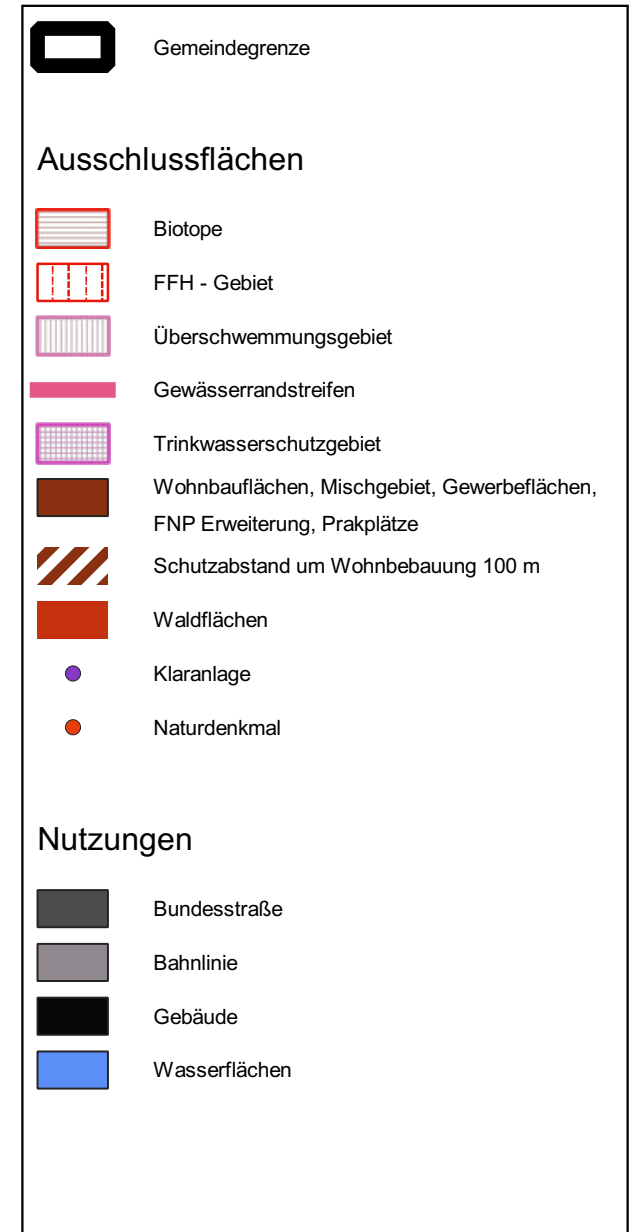 Gemeindegrenze
Ausschlussflächen
Biotope
FFH - Gebiet
Überschwemmungsgebiet
Gewässerrandstreifen
Trinkwasserschutzgebiet
Wohnbauflächen, Mischgebiet, Gewerbeflächen,
FNP Erweiterung, Prakplätze
Schutzabstand um Wohnbebauung 100 m
Waldflächen
Klaranlage
Naturdenkmal
Nutzungen
Bundesstraße
Bahnlinie
Gebäude
Wasserflächen